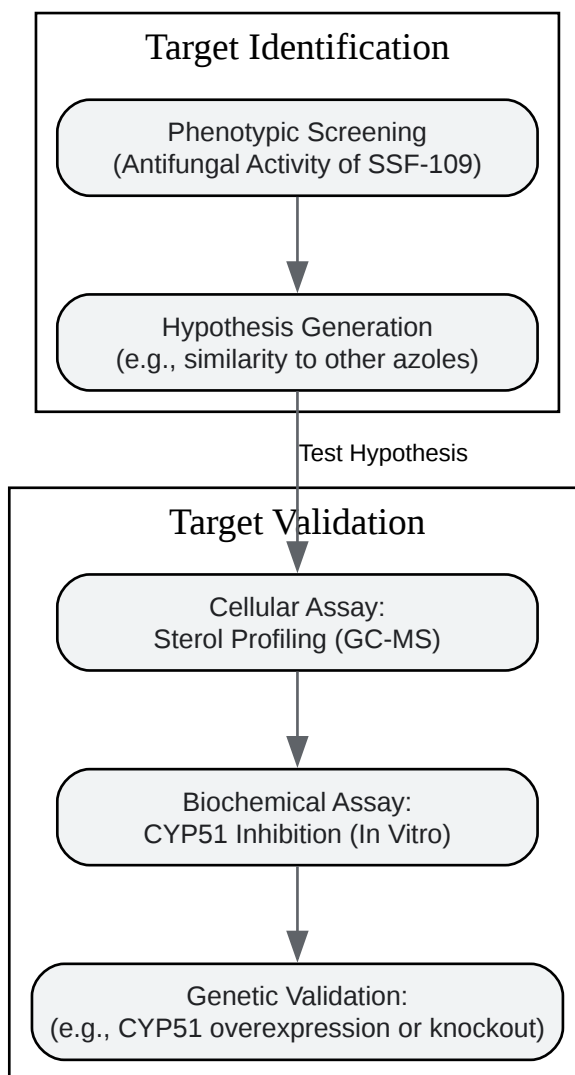 Target Identification
Phenotypic Screening
(Antifungal Activity of SSF-109)
Hypothesis Generation
(e.g., similarity to other azoles)
Test Hypothesis
Target Validation
Cellular Assay:
Sterol Profiling (GC-MS)
Biochemical Assay:
CYP51 Inhibition (In Vitro)
Genetic Validation:
(e.g., CYP51 overexpression or knockout)